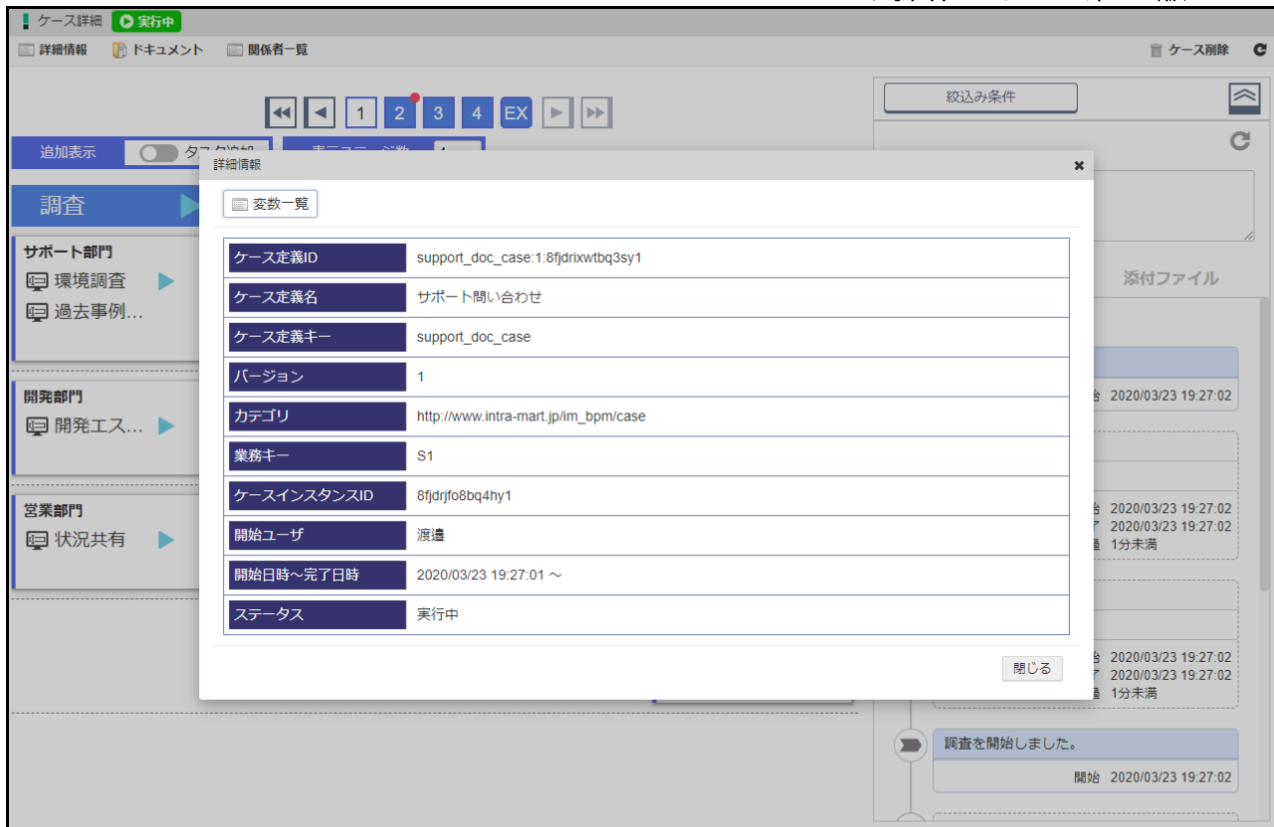 ケース詳細 実行中
詳細情報 ドキュメント 関係者一覧 ケース削除
1 2 3 4 EX
絞込み条件
追加表示
詳細情報
調査
変数一覧
サポート部門
環境調査
過去事例...
開発部門
開発エス...
営業部門
状況共有
ケース定義ID support_doc_case:1:8fjdrixwtbq3sy1
ケース定義名 サポート問い合わせ
ケース定義キー support_doc_case
バージョン 1
カテゴリ http://www.intra-mart.jp/im_bpm/case
業務キー S1
ケースインスタンスID 8fjdrjfo8bq4hy1
開始ユーザ 渡邉
開始日時~完了日時 2020/03/23 19:27:01 ~
ステータス 実行中
閉じる
添付ファイル
2020/03/23 19:27:02
2020/03/23 19:27:02
2020/03/23 19:27:02
1分未満
2020/03/23 19:27:02
2020/03/23 19:27:02
1分未満
調査を開始しました。
開始 2020/03/23 19:27:02